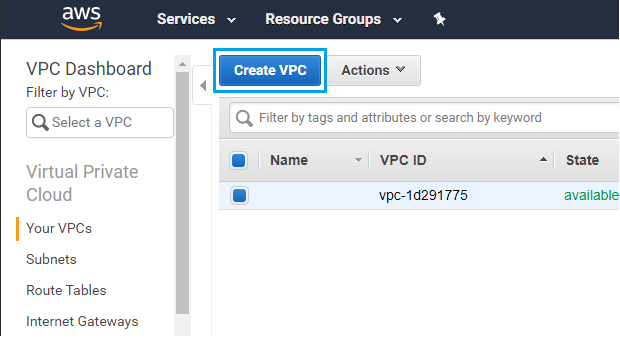 aws Services Resource Groups
VPC Dashboard
Filter by VPC:
Select a VPC
Virtual Private
Cloud
Your VPCs
Subnets
Route Tables
Internet Gateways
Create VPC Actions
Filter by tags and attributes or search by keyword
Name VPC ID State
vpc-1d291775 available